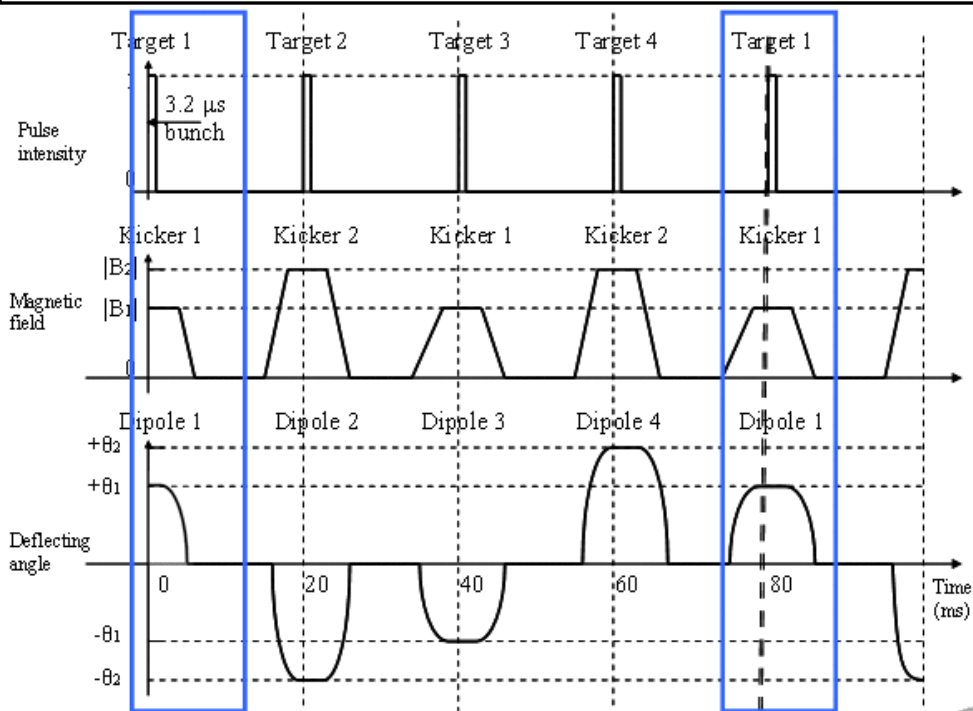 Target 1 Target 2 Target 3 Target 4 Target 1
3.2 μs
bunch
Pulse
intensity
0
Kicker 1 Kicker 2 Kicker 1 Kicker 2 Kicker 1
|B₂|
Magnetic
field
|B₁|
0
Dipole 1 Dipole 2 Dipole 3 Dipole 4 Dipole 1
+θ₂
+θ₁
Deflecting
angle
0 20 40 60 80 Time
(ms)
-θ₁
-θ₂